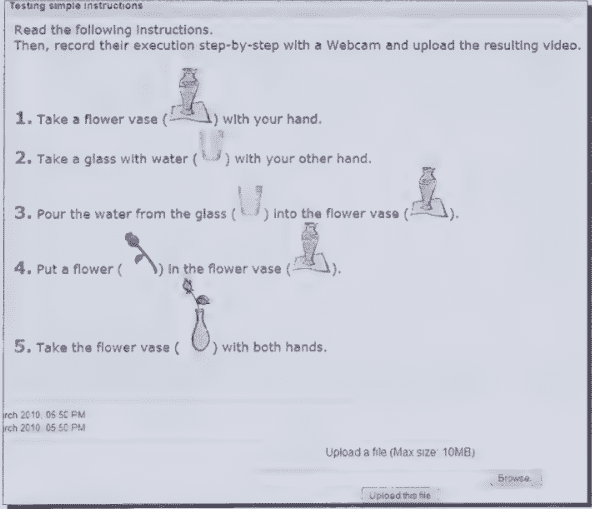 Testing simple instructions
Read the following instructions.
Then, record their execution step-by-step with a Webcam and upload the resulting video.
1. Take a flower vase ( ) with your hand.
2. Take a glass with water ( ) with your other hand.
3. Pour the water from the glass ( ) into the flower vase ( ).
4. Put a flower ( ) in the flower vase ( ).
5. Take the flower vase ( ) with both hands.
rch 2010, 05:50 PM
rch 2010, 05:50 PM
Upload a file (Max size: 10MB)
Browse.
Upload this file